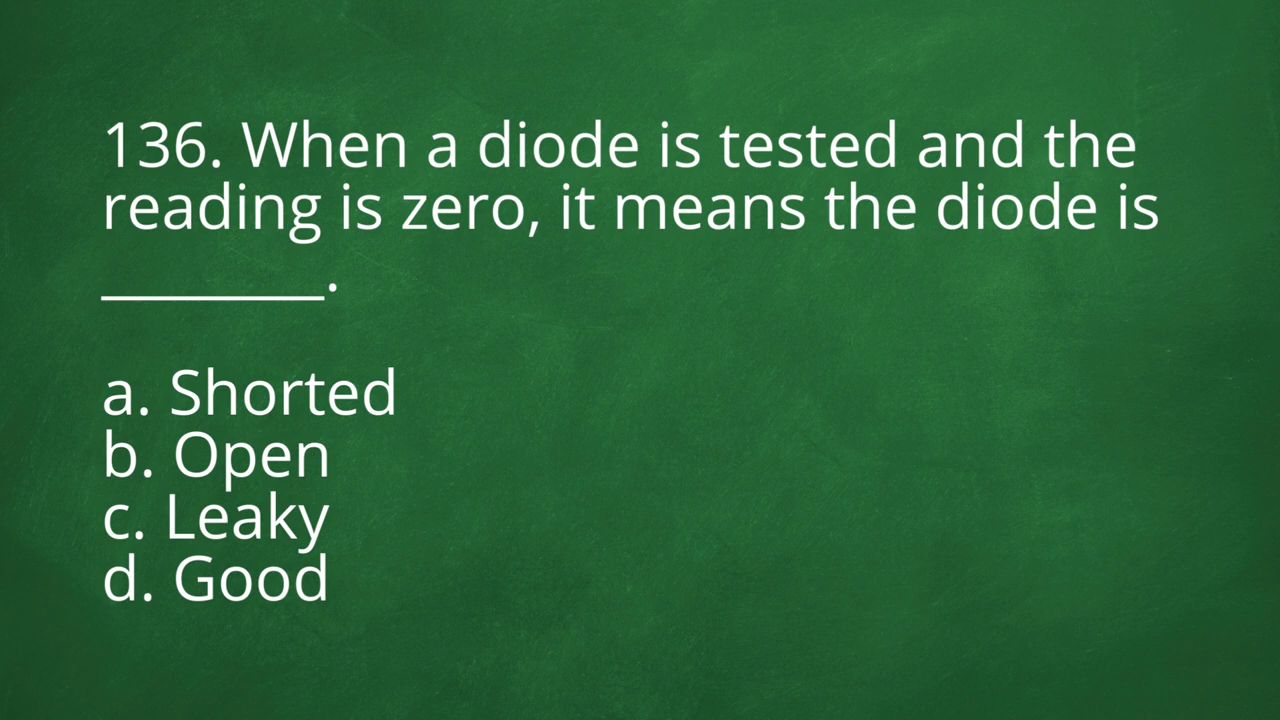 136. When a diode is tested and the
reading is zero, it means the diode is
________.
a. Shorted
b. Open
c. Leaky
d. Good